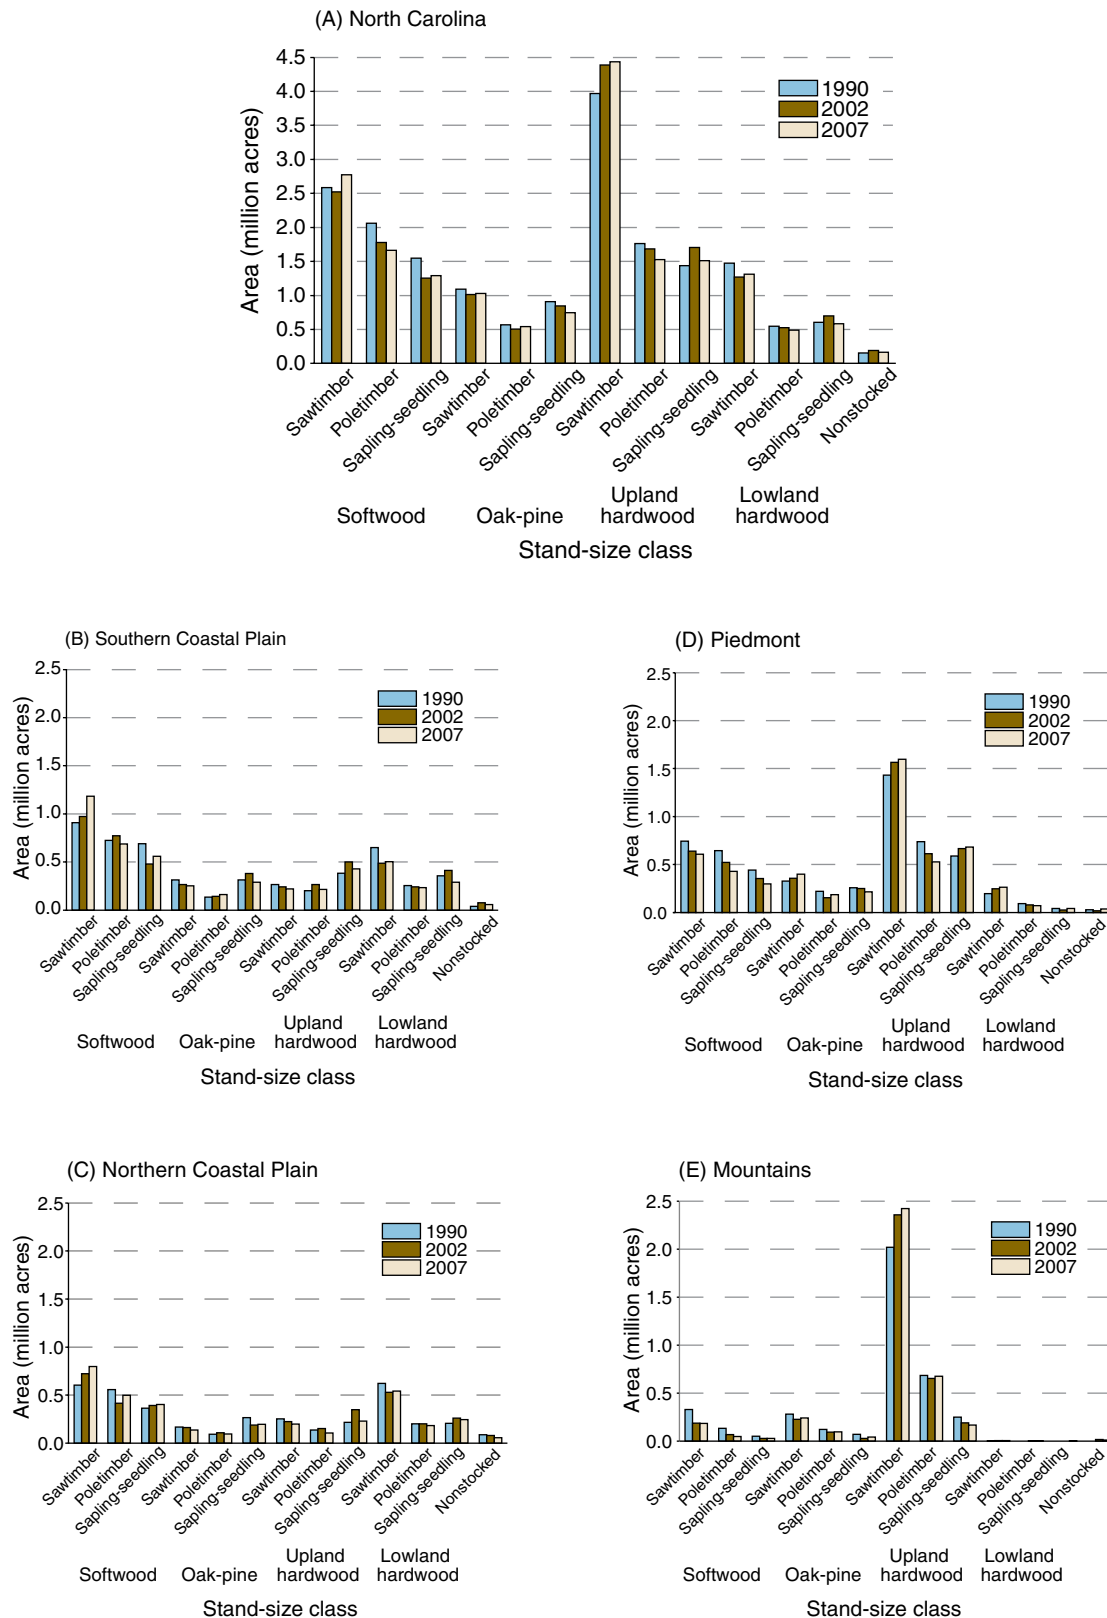 (A) North Carolina
Area (million acres)
4.5
4.0
3.5
3.0
2.5
2.0
1.5
1.0
0.5
0.0
1990
2002
2007
Sawtimber
Poletimber
Sapling-seedling
Sawtimber
Poletimber
Sapling-seedling
Sawtimber
Poletimber
Sapling-seedling
Sawtimber
Poletimber
Sapling-seedling
Nonstocked
Softwood
Oak-pine
Upland
hardwood
Lowland
hardwood
Stand-size class
(B) Southern Coastal Plain
Area (million acres)
2.5
2.0
1.5
1.0
0.5
0.0
1990
2002
2007
Sawtimber
Poletimber
Sapling-seedling
Sawtimber
Poletimber
Sapling-seedling
Sawtimber
Poletimber
Sapling-seedling
Sawtimber
Poletimber
Sapling-seedling
Nonstocked
Softwood
Oak-pine
Upland
hardwood
Lowland
hardwood
Stand-size class
(D) Piedmont
Area (million acres)
2.5
2.0
1.5
1.0
0.5
0.0
1990
2002
2007
Sawtimber
Poletimber
Sapling-seedling
Sawtimber
Poletimber
Sapling-seedling
Sawtimber
Poletimber
Sapling-seedling
Sawtimber
Poletimber
Sapling-seedling
Nonstocked
Softwood
Oak-pine
Upland
hardwood
Lowland
hardwood
Stand-size class
(C) Northern Coastal Plain
Area (million acres)
2.5
2.0
1.5
1.0
0.5
0.0
1990
2002
2007
Sawtimber
Poletimber
Sapling-seedling
Sawtimber
Poletimber
Sapling-seedling
Sawtimber
Poletimber
Sapling-seedling
Sawtimber
Poletimber
Sapling-seedling
Nonstocked
Softwood
Oak-pine
Upland
hardwood
Lowland
hardwood
Stand-size class
(E) Mountains
Area (million acres)
2.5
2.0
1.5
1.0
0.5
0.0
1990
2002
2007
Sawtimber
Poletimber
Sapling-seedling
Sawtimber
Poletimber
Sapling-seedling
Sawtimber
Poletimber
Sapling-seedling
Sawtimber
Poletimber
Sapling-seedling
Nonstocked
Softwood
Oak-pine
Upland
hardwood
Lowland
hardwood
Stand-size class